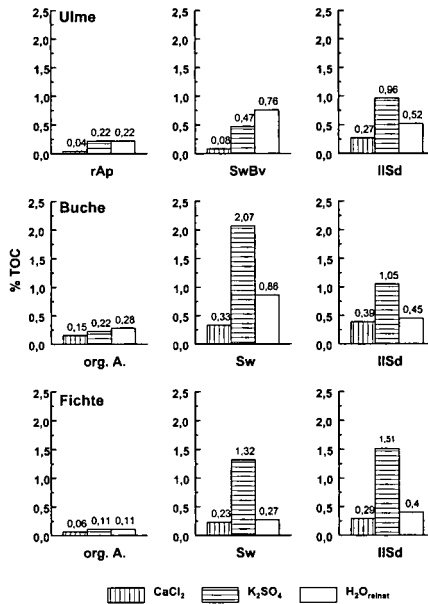 Ulme
2,5 2,5 2,5
2,0 2,0 2,0
1,5 1,5 1,5
1,0 1,0 1,0
0,5 0,5 0,5
0,0 0,0 0,0
0,04 0,22 0,22
0,08 0,47 0,76
0,27 0,96 0,52
rAp SwBv IISd
% TOC
Buche
2,5 2,5 2,5
2,0 2,0 2,0
1,5 1,5 1,5
1,0 1,0 1,0
0,5 0,5 0,5
0,0 0,0 0,0
0,15 0,22 0,28
0,33 2,07 0,86
0,39 1,05 0,45
org. A. Sw IISd
Fichte
2,5 2,5 2,5
2,0 2,0 2,0
1,5 1,5 1,5
1,0 1,0 1,0
0,5 0,5 0,5
0,0 0,0 0,0
0,06 0,11 0,11
0,23 1,32 0,27
0,29 1,51 0,4
org. A. Sw IISd
CaCl₂ K₂SO₄ H₂Oreinst